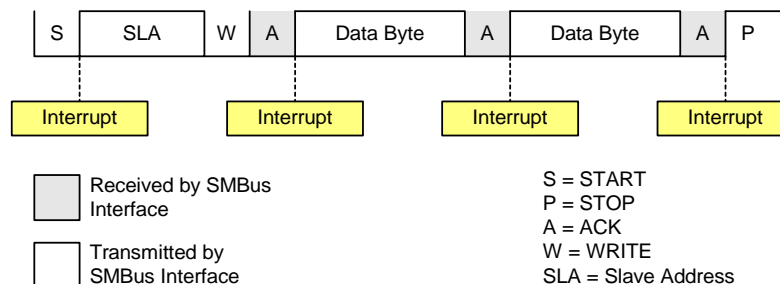 S SLA W A Data Byte A Data Byte A P
Interrupt Interrupt Interrupt Interrupt
Received by SMBus
Interface
Transmitted by
SMBus Interface
S = START
P = STOP
A = ACK
W = WRITE
SLA = Slave Address